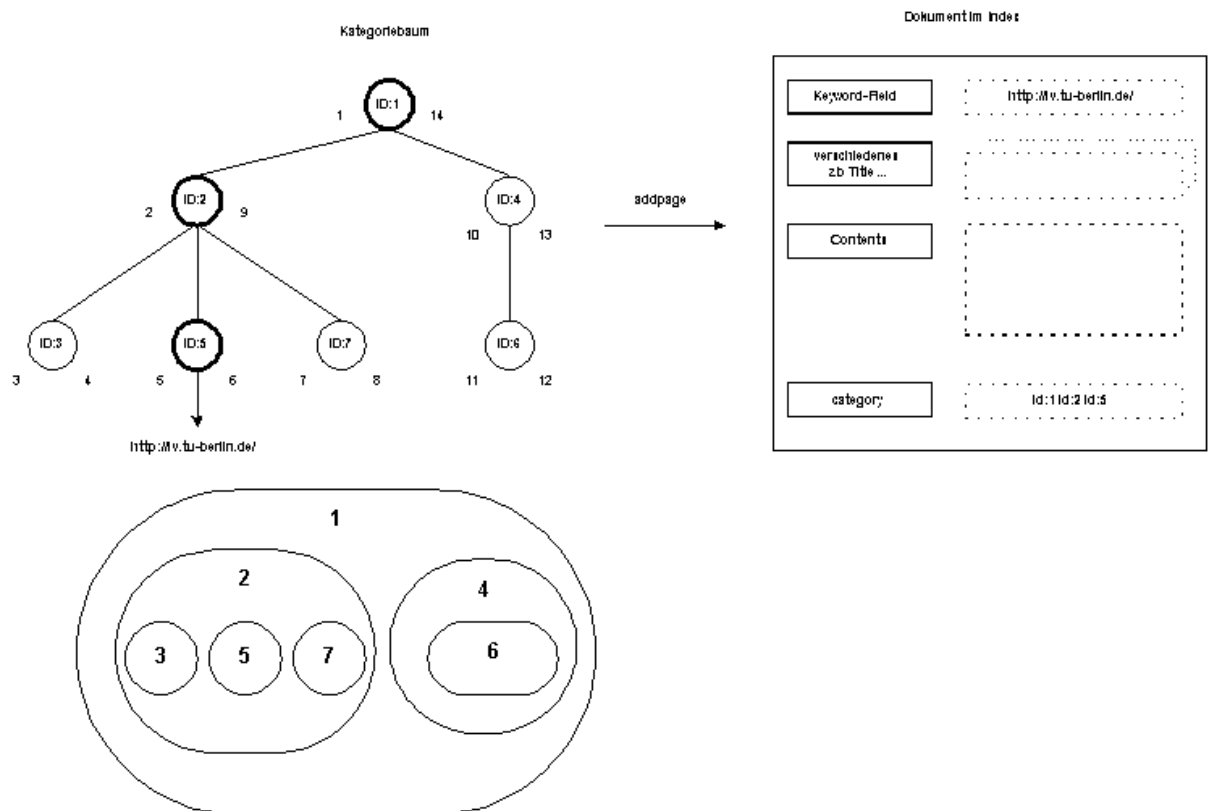 Kategoriebaum
Dokument im Index
ID:1
1
14
ID:2
2
9
ID:4
10
13
ID:3
3
4
ID:5
5
6
ID:7
7
8
ID:6
11
12
http://lv.tu-berlin.de/
addpage
Keyword-Field
http://lv.tu-berlin.de/
verschiedenes
z.b Title ...
Contents
category
id:1 id:2 id:5
1
2
4
3
5
7
6